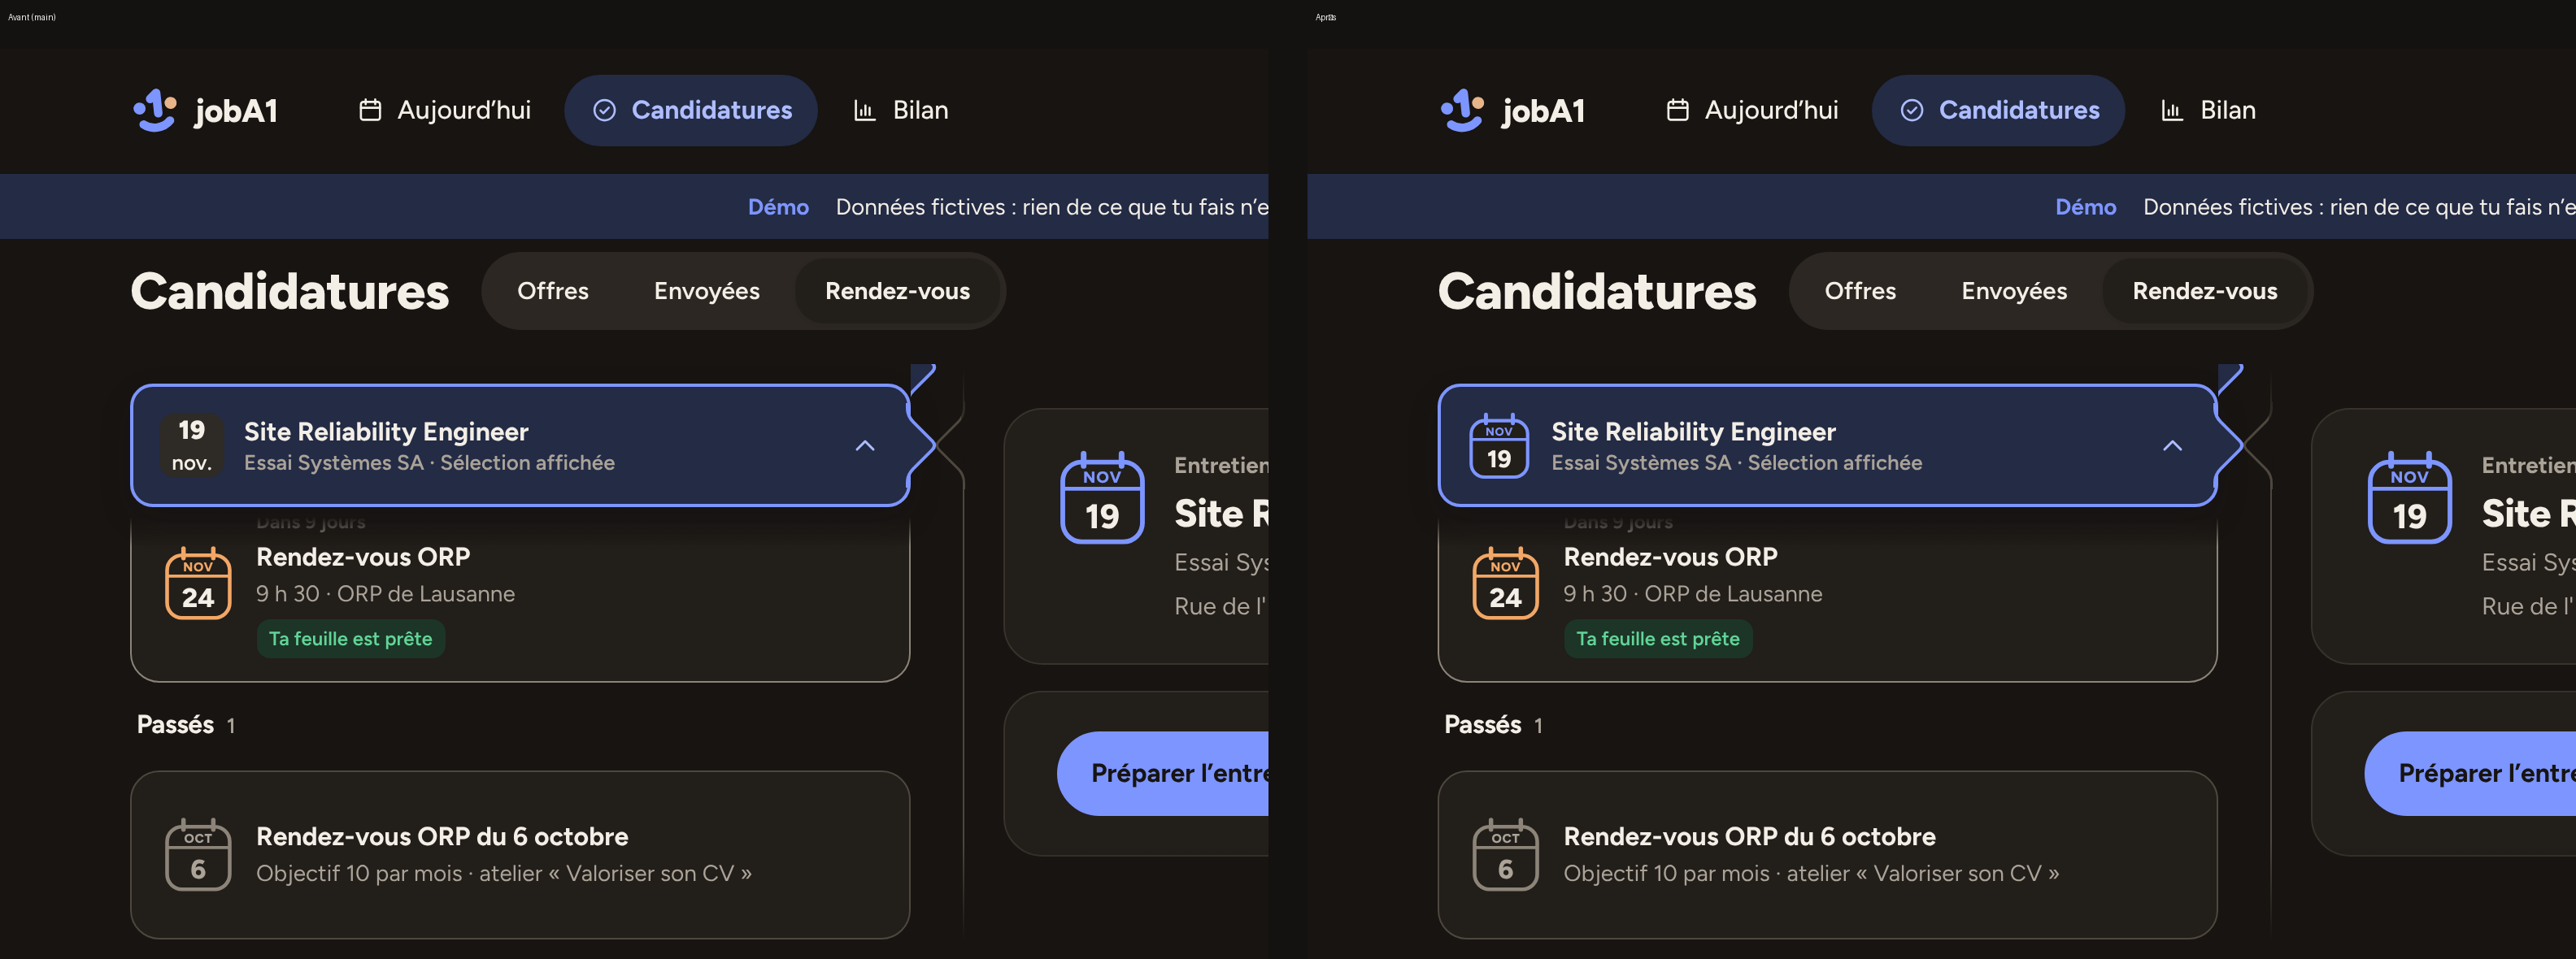 Avant (main)
jobA1
Aujourd’hui
Candidatures
Bilan
Démo Données fictives : rien de ce que tu fais n’e
Candidatures
Offres
Envoyées
Rendez-vous
19
nov.
Site Reliability Engineer
Essai Systèmes SA · Sélection affichée
Dans 9 jours
NOV
24
Rendez-vous ORP
9 h 30 · ORP de Lausanne
Ta feuille est prête
Passés 1
OCT
6
Rendez-vous ORP du 6 octobre
Objectif 10 par mois · atelier « Valoriser son CV »
NOV
19
Entretien
Site R
Essai Sys
Rue de l'
Préparer l’entre
jobA1
Aujourd’hui
Candidatures
Bilan
Démo Données fictives : rien de ce que tu fais n’e
Candidatures
Offres
Envoyées
Rendez-vous
NOV
19
Site Reliability Engineer
Essai Systèmes SA · Sélection affichée
Dans 9 jours
NOV
24
Rendez-vous ORP
9 h 30 · ORP de Lausanne
Ta feuille est prête
Passés 1
OCT
6
Rendez-vous ORP du 6 octobre
Objectif 10 par mois · atelier « Valoriser son CV »
NOV
19
Entretien
Site R
Essai Sys
Rue de l'
Préparer l’entre